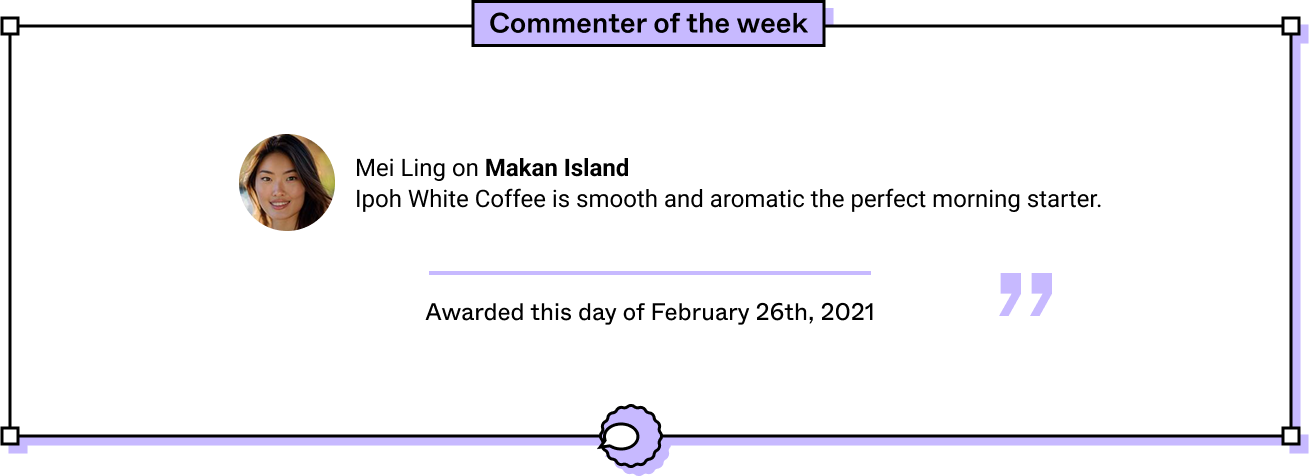 Commenter of the week
Mei Ling on Makan Island
Ipoh White Coffee is smooth and aromatic the perfect morning starter.
Awarded this day of February 26th, 2021
”